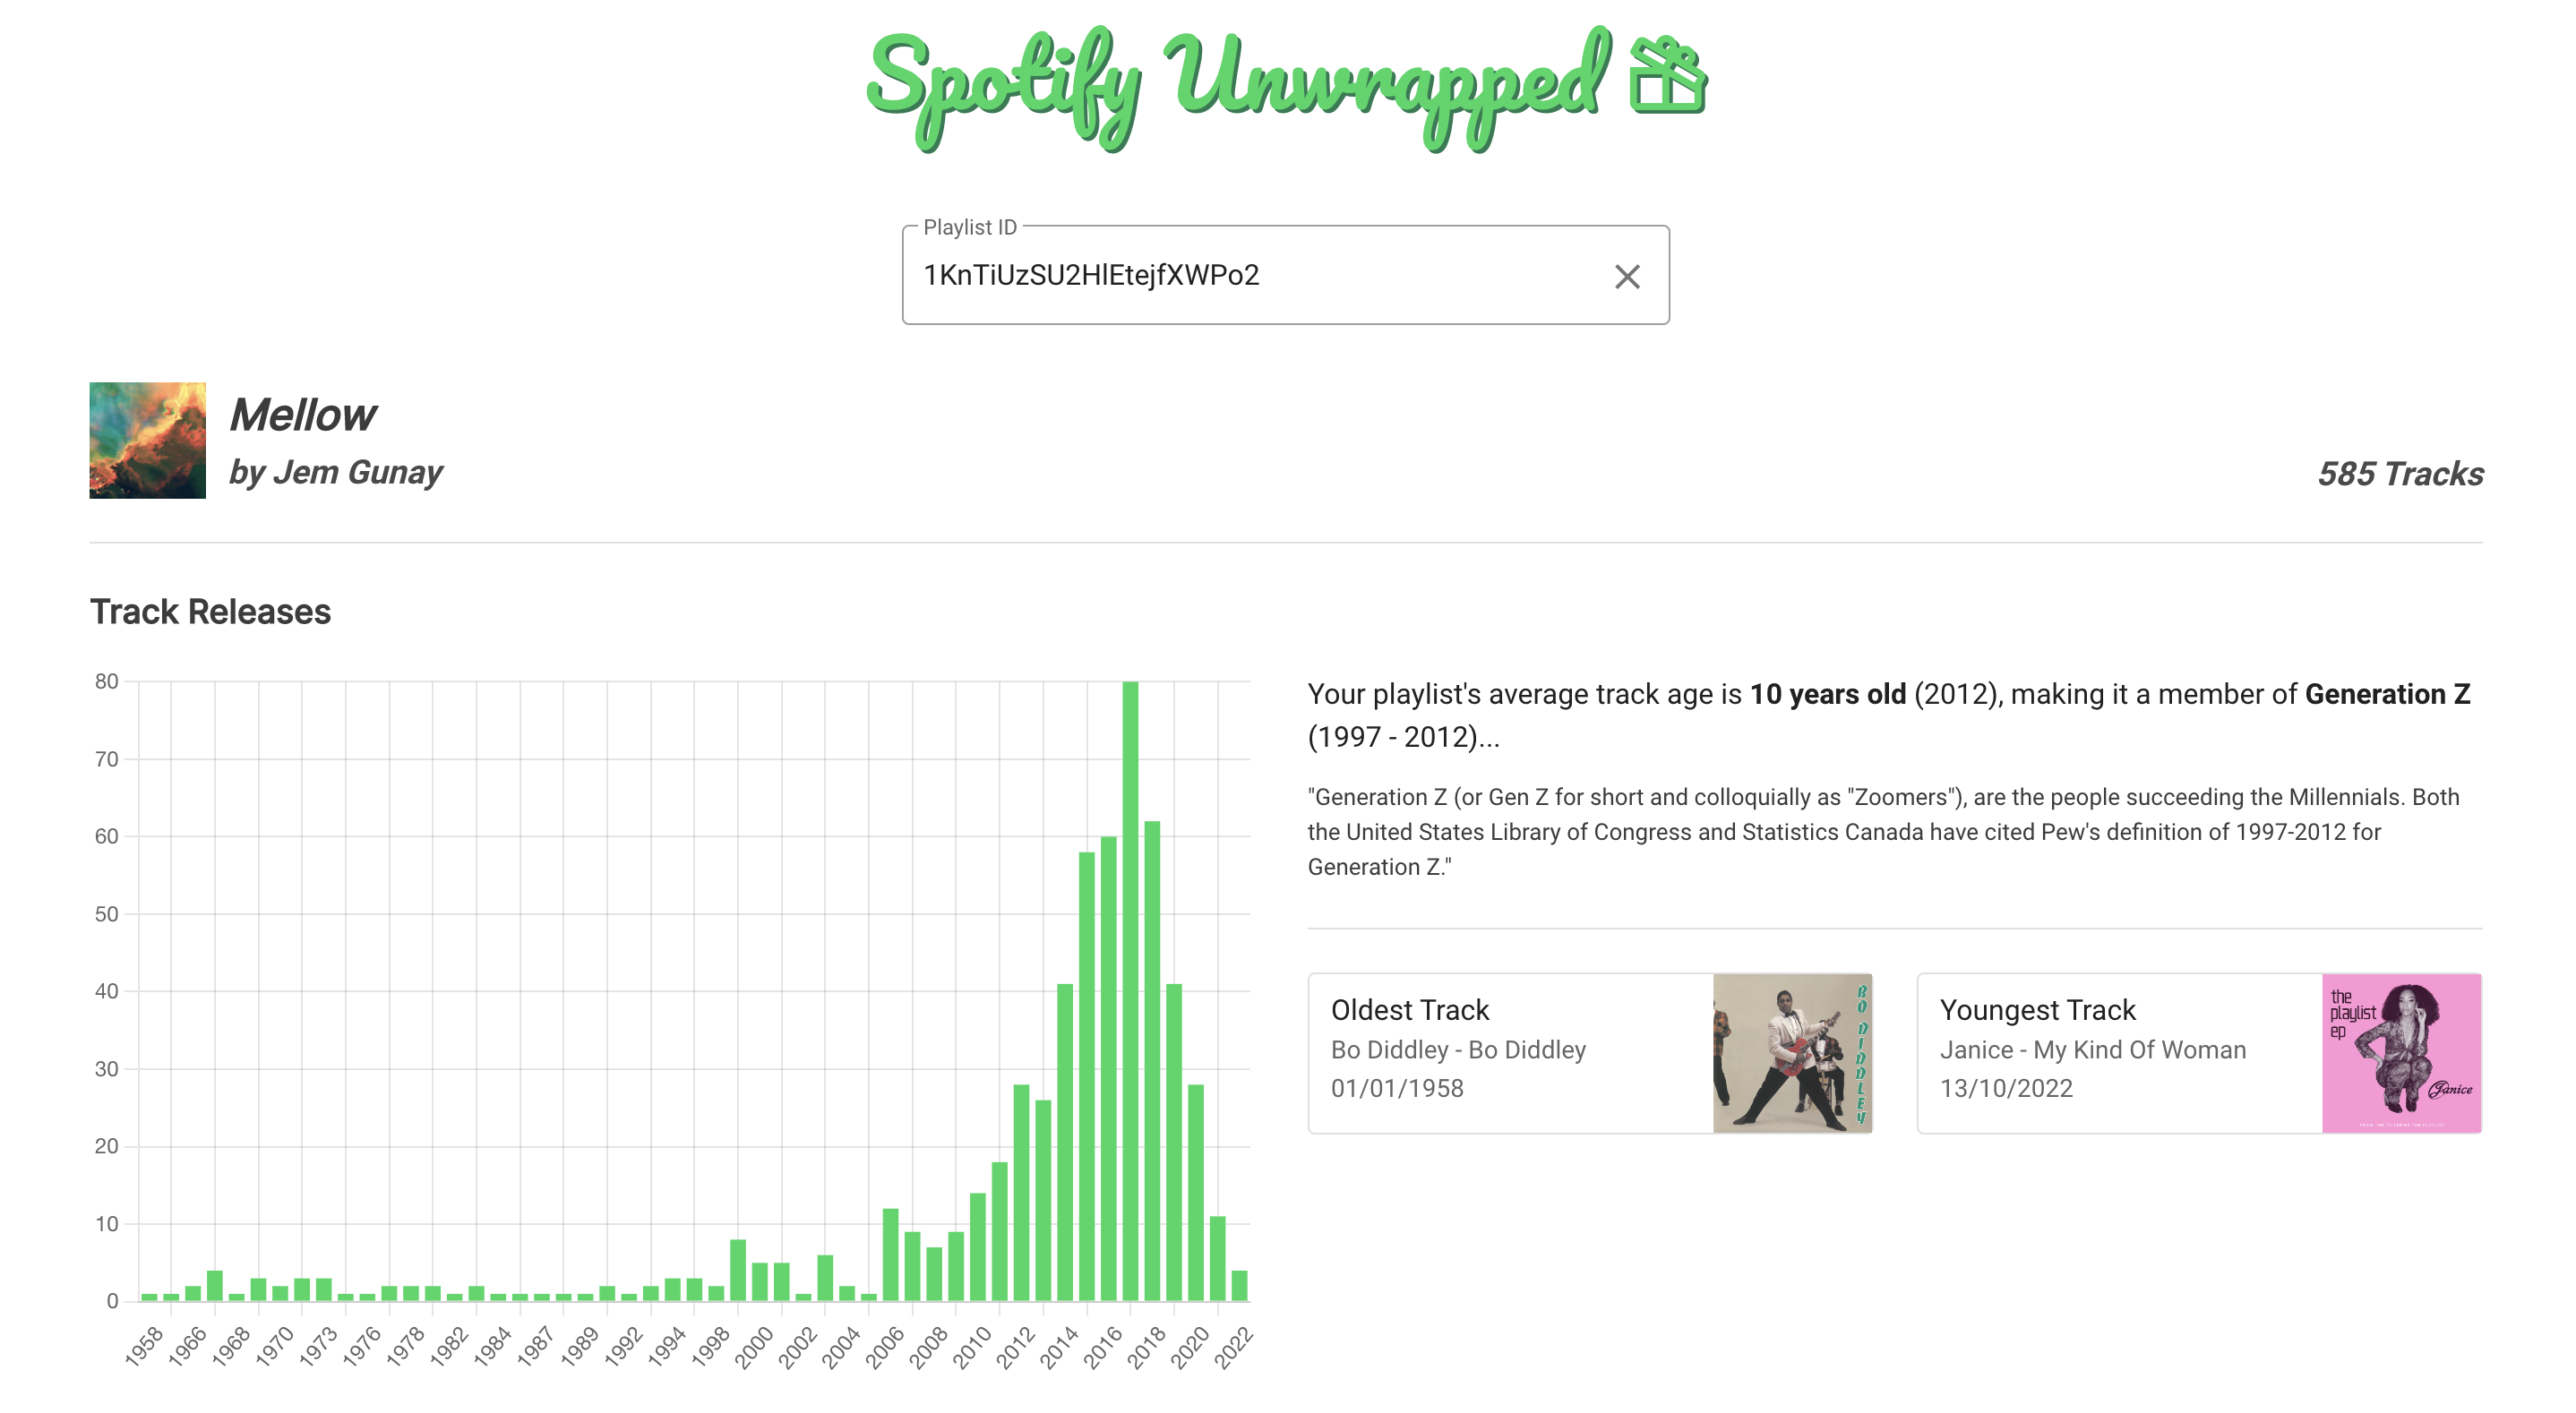 Spotify Unwrapped
Playlist ID
1KnTiUzSU2HlEtejfXWPo2
Mellow
by Jem Gunay
585 Tracks
Track Releases
80
70
60
50
40
30
20
10
0
1958
1966
1968
1970
1973
1976
1978
1982
1984
1987
1989
1992
1994
1998
2000
2002
2004
2006
2008
2010
2012
2014
2016
2018
2020
2022
Your playlist's average track age is 10 years old (2012), making it a member of Generation Z
(1997 - 2012)...
"Generation Z (or Gen Z for short and colloquially as "Zoomers"), are the people succeeding the Millennials. Both
the United States Library of Congress and Statistics Canada have cited Pew's definition of 1997-2012 for
Generation Z."
Oldest Track
Bo Diddley - Bo Diddley
01/01/1958
BO DIDDLEY
Youngest Track
Janice - My Kind Of Woman
13/10/2022
the
playlist
ep
Janice